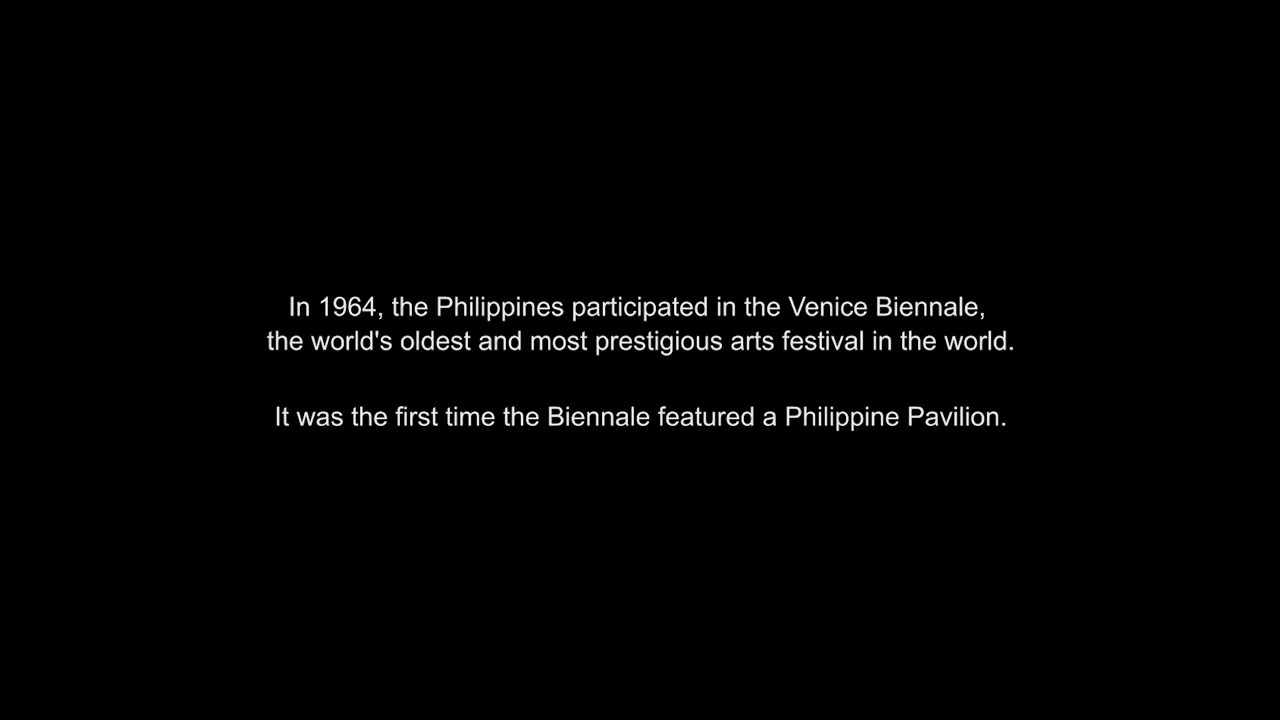 In 1964, the Philippines participated in the Venice Biennale,
the world's oldest and most prestigious arts festival in the world.
It was the first time the Biennale featured a Philippine Pavilion.